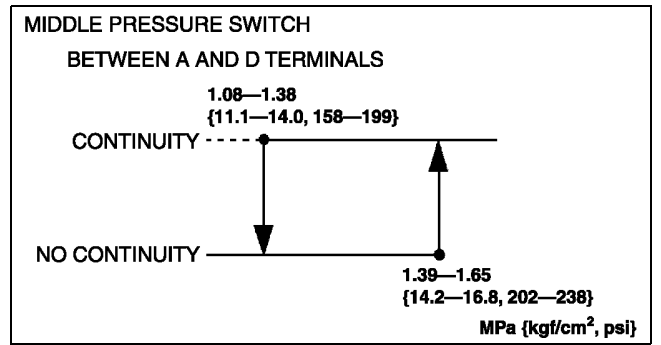 MIDDLE PRESSURE SWITCH
BETWEEN A AND D TERMINALS
1.08—1.38
{11.1—14.0, 158—199}
CONTINUITY
NO CONTINUITY
1.39—1.65
{14.2—16.8, 202—238}
MPa {kgf/cm², psi}